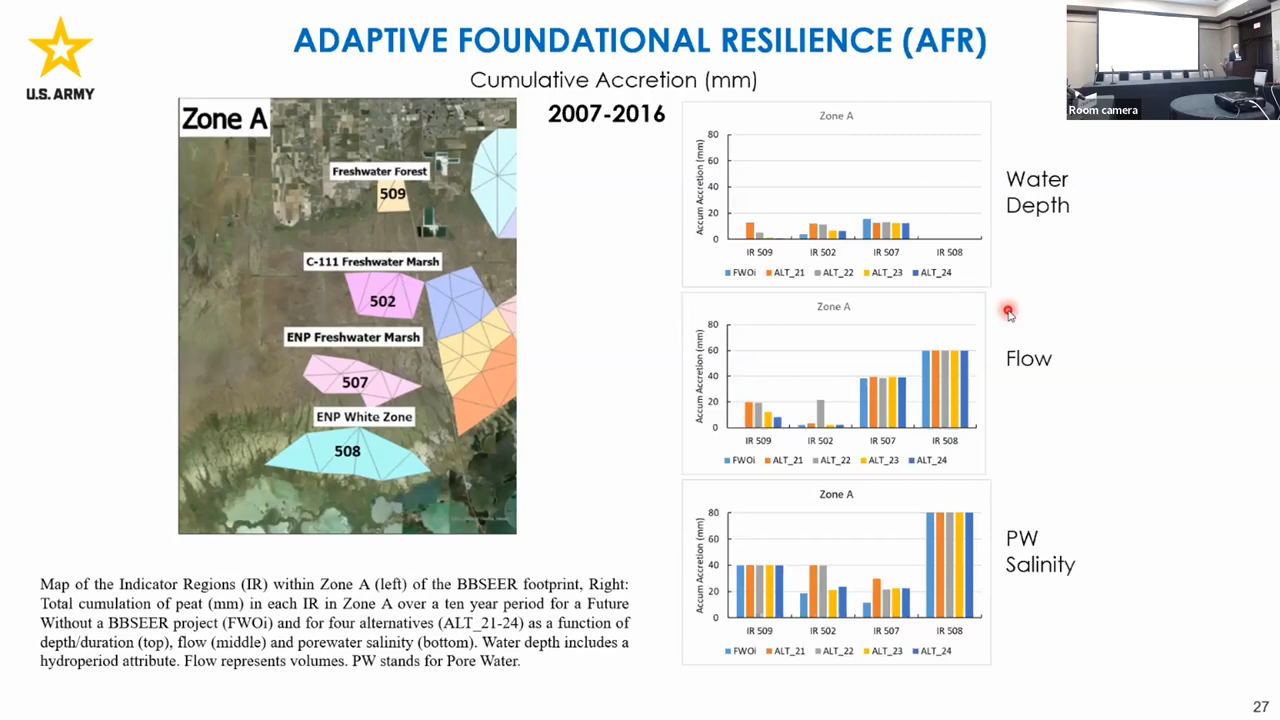 ADAPTIVE FOUNDATIONAL RESILIENCE (AFR)
U.S. ARMY
Cumulative Accretion (mm)
Room camera
2007-2016
Zone A
Freshwater Forest
509
C-111 Freshwater Marsh
502
ENP Freshwater Marsh
507
ENP White Zone
508
Zone A
Accum Accretion (mm)
80
60
40
20
0
IR 509 IR 502 IR 507 IR 508
FWOi ALT_21 ALT_22 ALT_23 ALT_24
Water
Depth
Zone A
Accum Accretion (mm)
80
60
40
20
0
IR 509 IR 502 IR 507 IR 508
FWOi ALT_21 ALT_22 ALT_23 ALT_24
Flow
Zone A
Accum Accretion (mm)
80
60
40
20
0
IR 509 IR 502 IR 507 IR 508
FWOi ALT_21 ALT_22 ALT_23 ALT_24
PW
Salinity
Map of the Indicator Regions (IR) within Zone A (left) of the BBSEER footprint, Right:
Total cumulation of peat (mm) in each IR in Zone A over a ten year period for a Future
Without a BBSEER project (FWOi) and for four alternatives (ALT_21-24) as a function of
depth/duration (top), flow (middle) and porewater salinity (bottom). Water depth includes a
hydroperiod attribute. Flow represents volumes. PW stands for Pore Water.
27